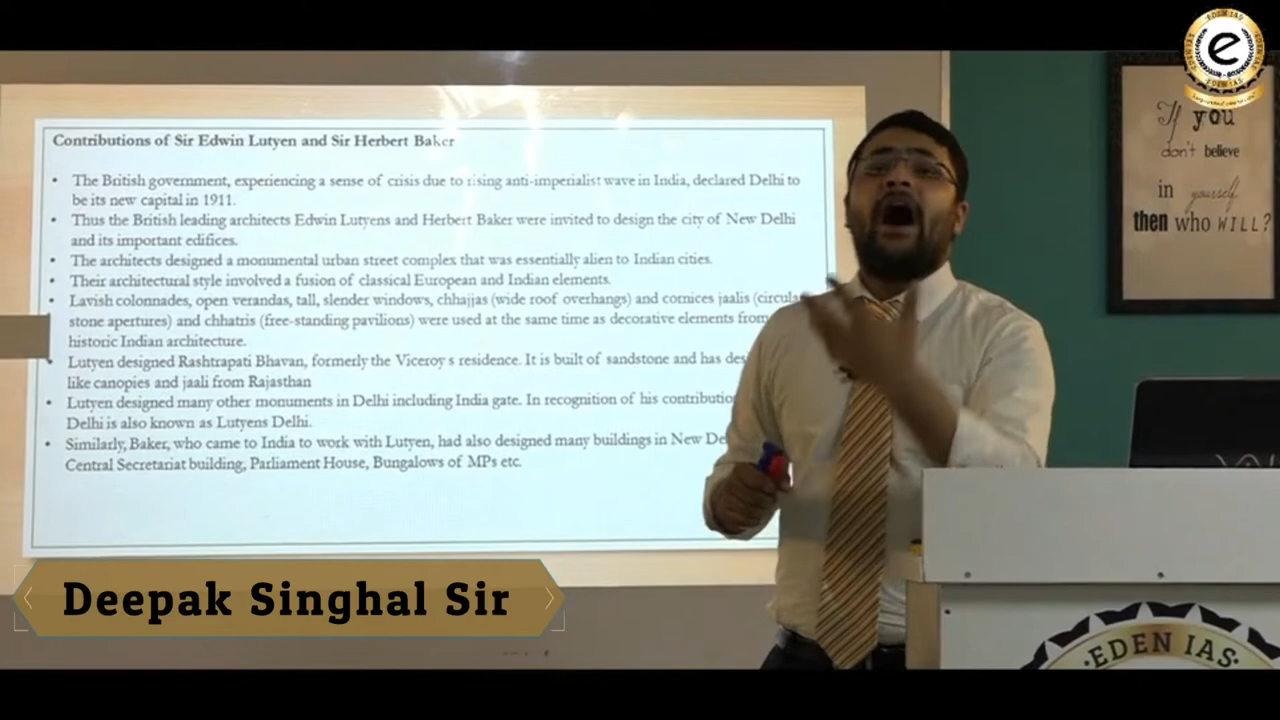 Contributions of Sir Edwin Lutyen and Sir Herbert Baker
• The British government, experiencing a sense of crisis due to rising anti-imperialist wave in India, declared Delhi to
be its new capital in 1911.
• Thus the British leading architects Edwin Lutyens and Herbert Baker were invited to design the city of New Delhi
and its important edifices.
• The architects designed a monumental urban street complex that was essentially alien to Indian cities.
• Their architectural style involved a fusion of classical European and Indian elements.
• Lavish colonnades, open verandas, tall, slender windows, chhajjas (wide roof overhangs) and cornices jaalis (circula
stone apertures) and chhatris (free-standing pavilions) were used at the same time as decorative elements from
historic Indian architecture.
• Lutyen designed Rashtrapati Bhavan, formerly the Viceroy's residence. It is built of sandstone and has des
like canopies and jaali from Rajasthan
• Lutyen designed many other monuments in Delhi including India gate. In recognition of his contributio
Delhi is also known as Lutyens Delhi.
• Similarly, Baker, who came to India to work with Lutyen, had also designed many buildings in New De
Central Secretariat building, Parliament House, Bungalows of MPs etc.
Deepak Singhal Sir
EDEN IAS
e
If you
don't believe
in yourself
then who WILL?
EDEN IAS